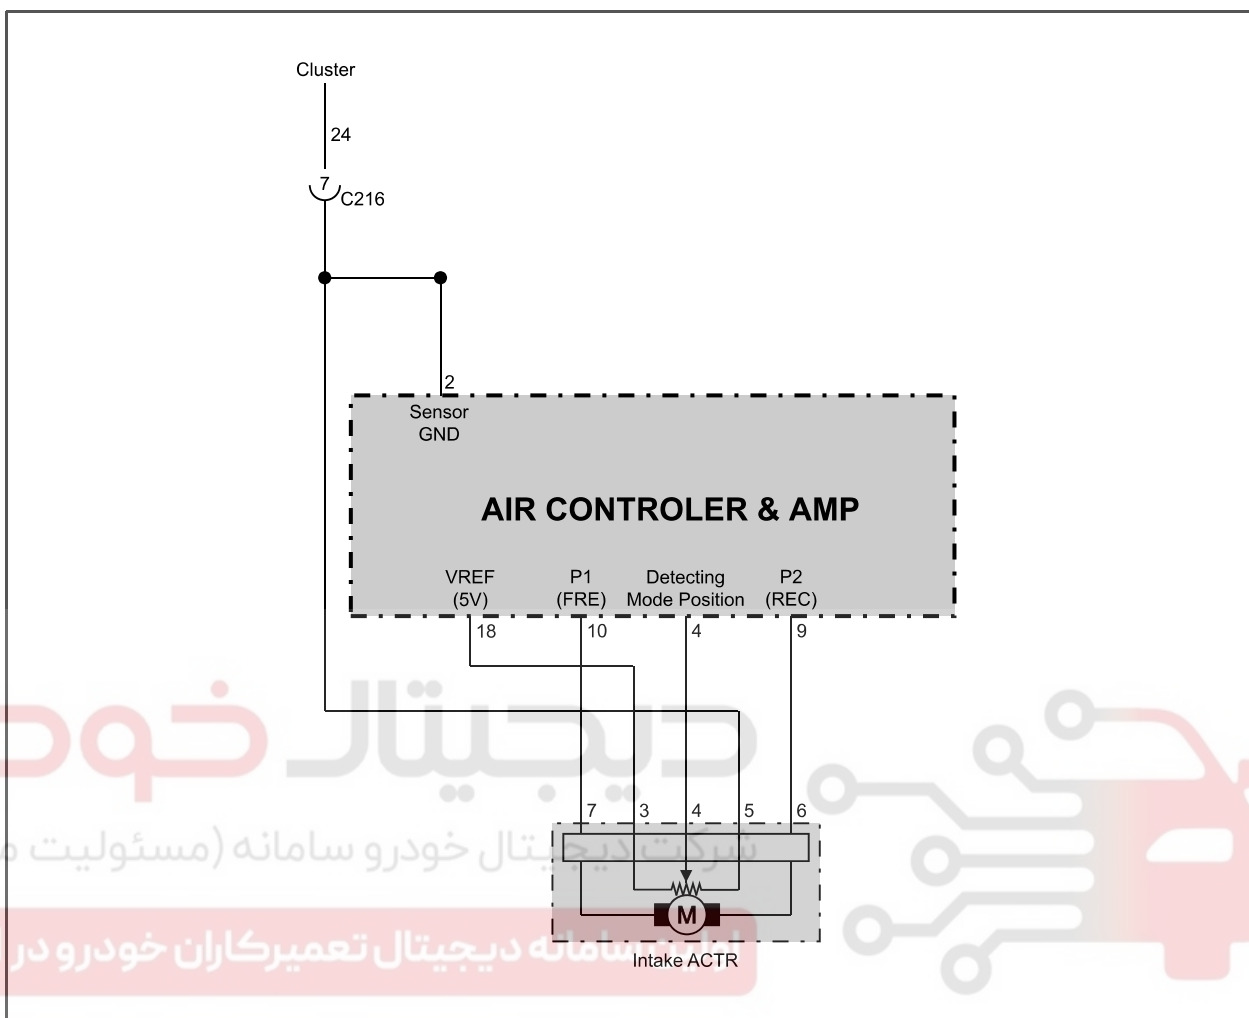 Cluster
24
7
C216
2
Sensor
GND
AIR CONTROLER & AMP
VREF
(5V)
P1
(FRE)
Detecting
Mode Position
P2
(REC)
18
10
4
9
دیجیتال خود
شرکت دیجیتال خودرو سامانه (مسئولیت م
7
3
4
5
6
M
اولین سامانه دیجیتال تعمیرکاران خودرو در
Intake ACTR